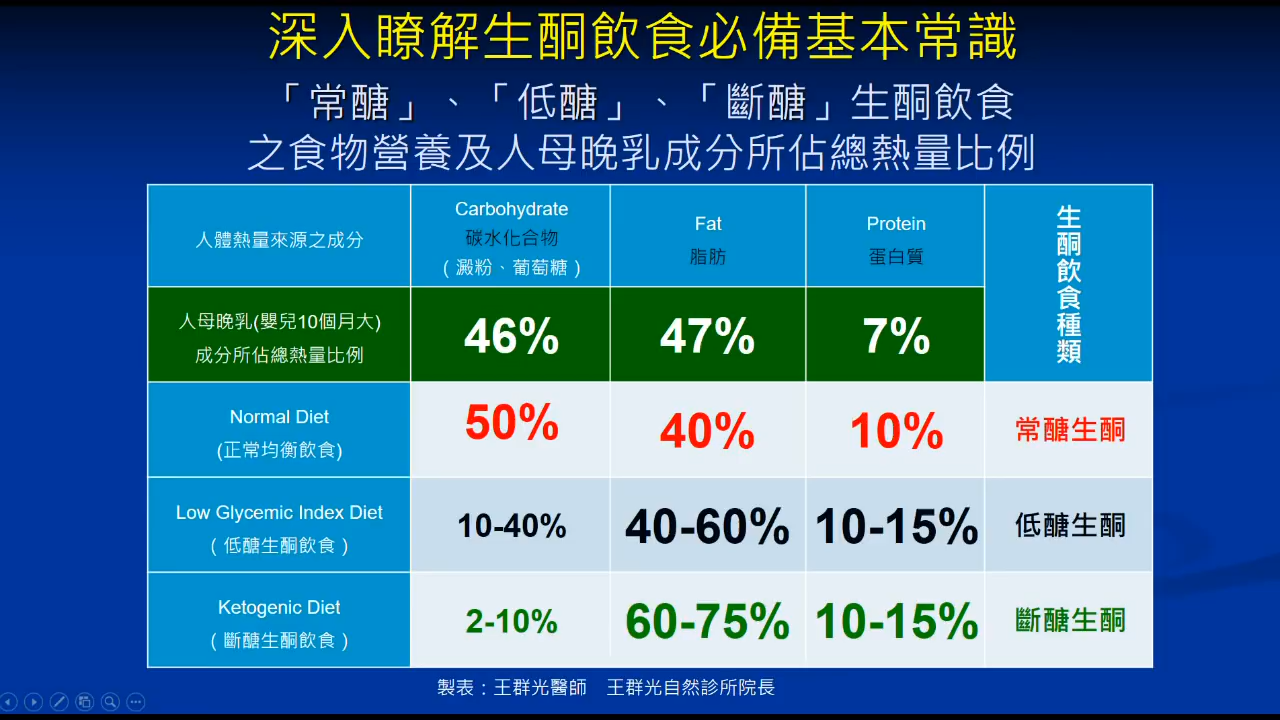 深入瞭解生酮飲食必備基本常識
「常醣」、「低醣」、「斷醣」生酮飲食
之食物營養及人母晚乳成分所佔總熱量比例
人體熱量來源之成分
Carbohydrate
碳水化合物
(澱粉、葡萄糖)
Fat
脂肪
Protein
蛋白質
生酮飲食種類
人母晚乳(嬰兒10個月大)
成分所佔總熱量比例
46%
47%
7%
Normal Diet
(正常均衡飲食)
50%
40%
10%
常醣生酮
Low Glycemic Index Diet
(低醣生酮飲食)
10-40%
40-60%
10-15%
低醣生酮
Ketogenic Diet
(斷醣生酮飲食)
2-10%
60-75%
10-15%
斷醣生酮
製表：王群光醫師 王群光自然診所院長